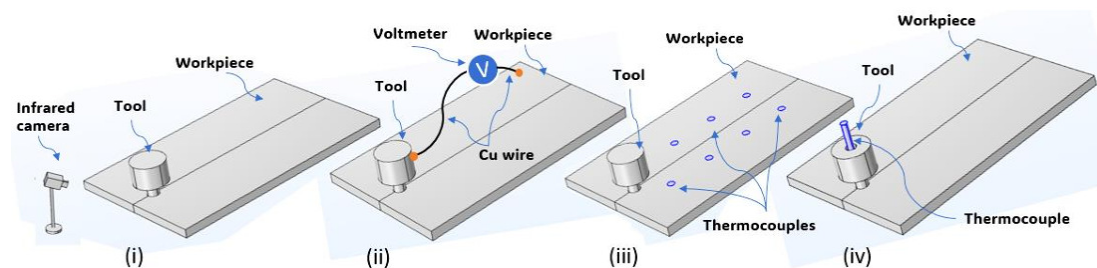 Infrared
camera
Tool
Workpiece
(i)
Voltmeter
V
Workpiece
Tool
Cu wire
(ii)
Workpiece
Tool
Thermocouples
(iii)
Workpiece
Tool
Thermocouple
(iv)